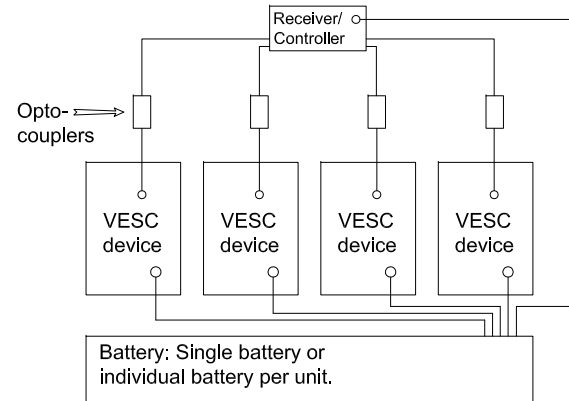 Receiver/
Controller
Opto-
couplers
VESC
device
VESC
device
VESC
device
VESC
device
Battery: Single battery or
individual battery per unit.